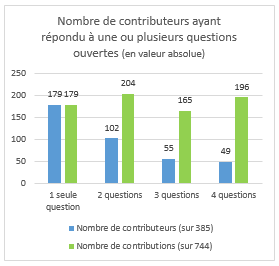 Nombre de contributeurs ayant
répondu à une ou plusieurs questions
ouvertes (en valeur absolue)
250
200
150
100
50
0
179 179
102
204
55
165
49
196
1 seule
question
2 questions
3 questions
4 questions
Nombre de contributeurs (sur 385)
Nombre de contributions (sur 744)